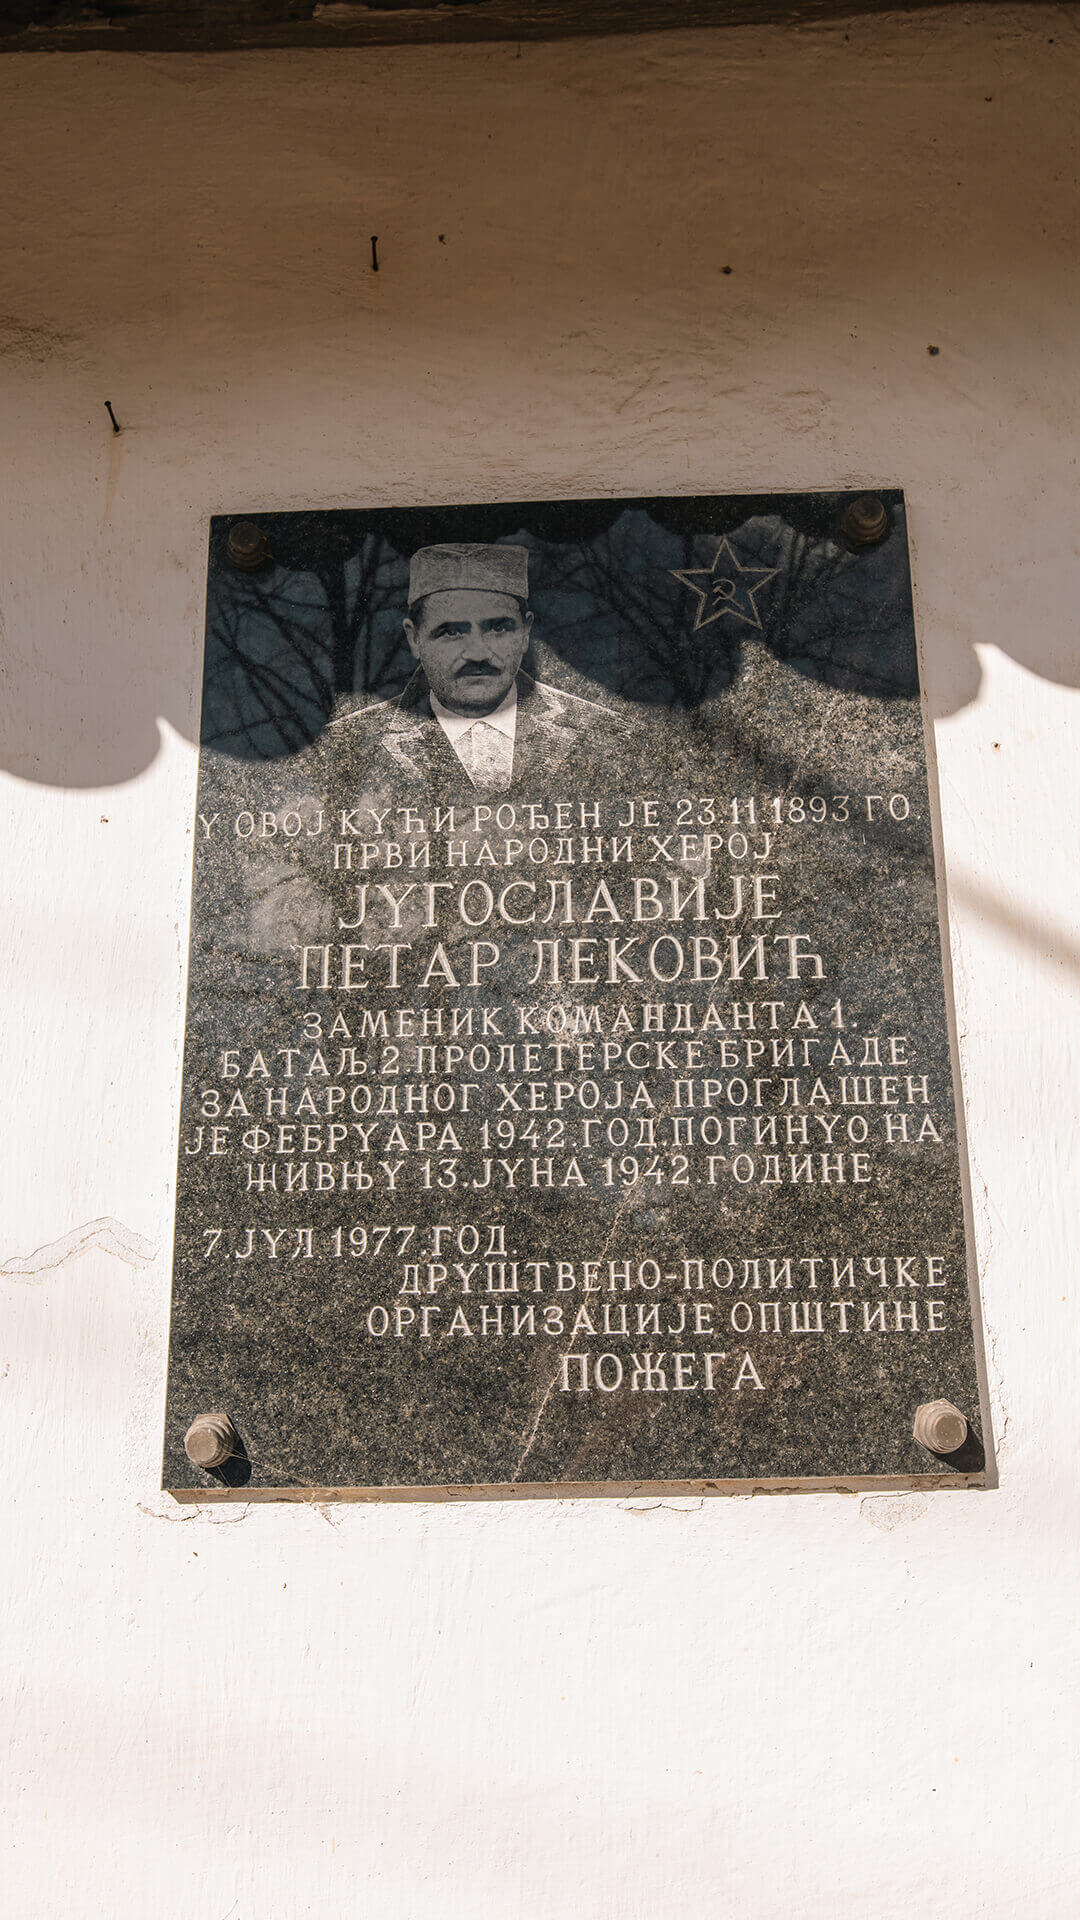 У ОВОЈ КУЋИ РОЂЕН ЈЕ 23.11.1893 ГО.
ПРВИ НАРОДНИ ХЕРОЈ
ЈУГОСЛАВИЈЕ
ПЕТАР ЛЕКОВИЋ
ЗАМЕНИК КОМАНДАНТА 1.
БАТАЉ.2.ПРОЛЕТЕРСКЕ БРИГАДЕ
ЗА НАРОДНОГ ХЕРОЈА ПРОГЛАШЕН
ЈЕ ФЕБРУАРА 1942.ГОД.ПОГИНУО НА
ЖИВЊУ 13.ЈУНА 1942.ГОДИНЕ
7.ЈУЛ 1977.ГОД.
ДРУШТВЕНО-ПОЛИТИЧКЕ
ОРГАНИЗАЦИЈЕ ОПШТИНЕ
ПОЖЕГА